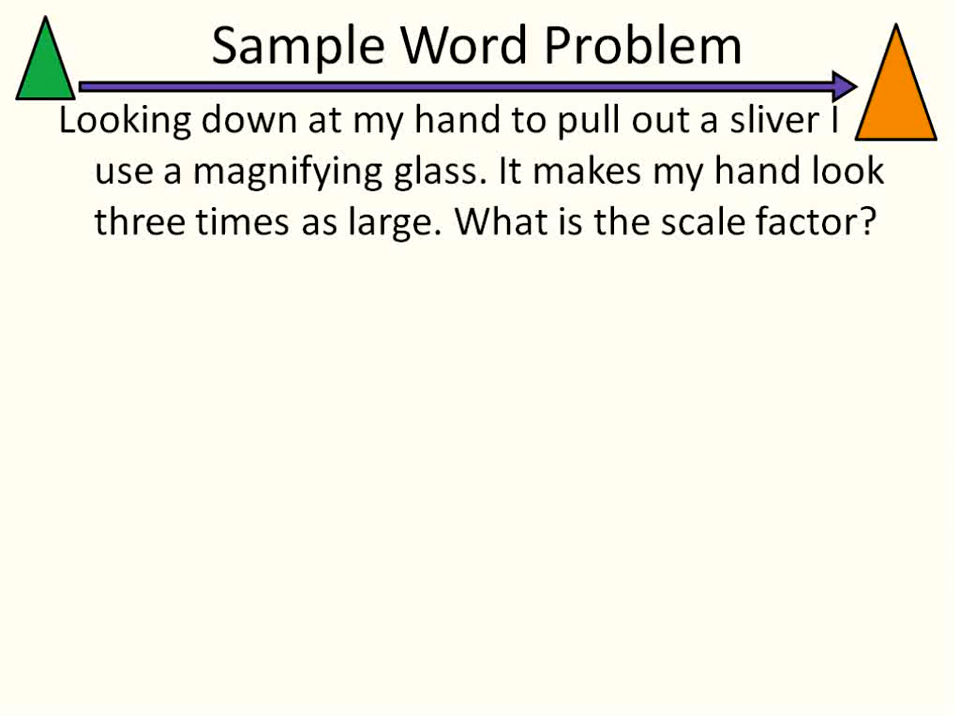 Sample Word Problem
Looking down at my hand to pull out a sliver I
use a magnifying glass. It makes my hand look
three times as large. What is the scale factor?